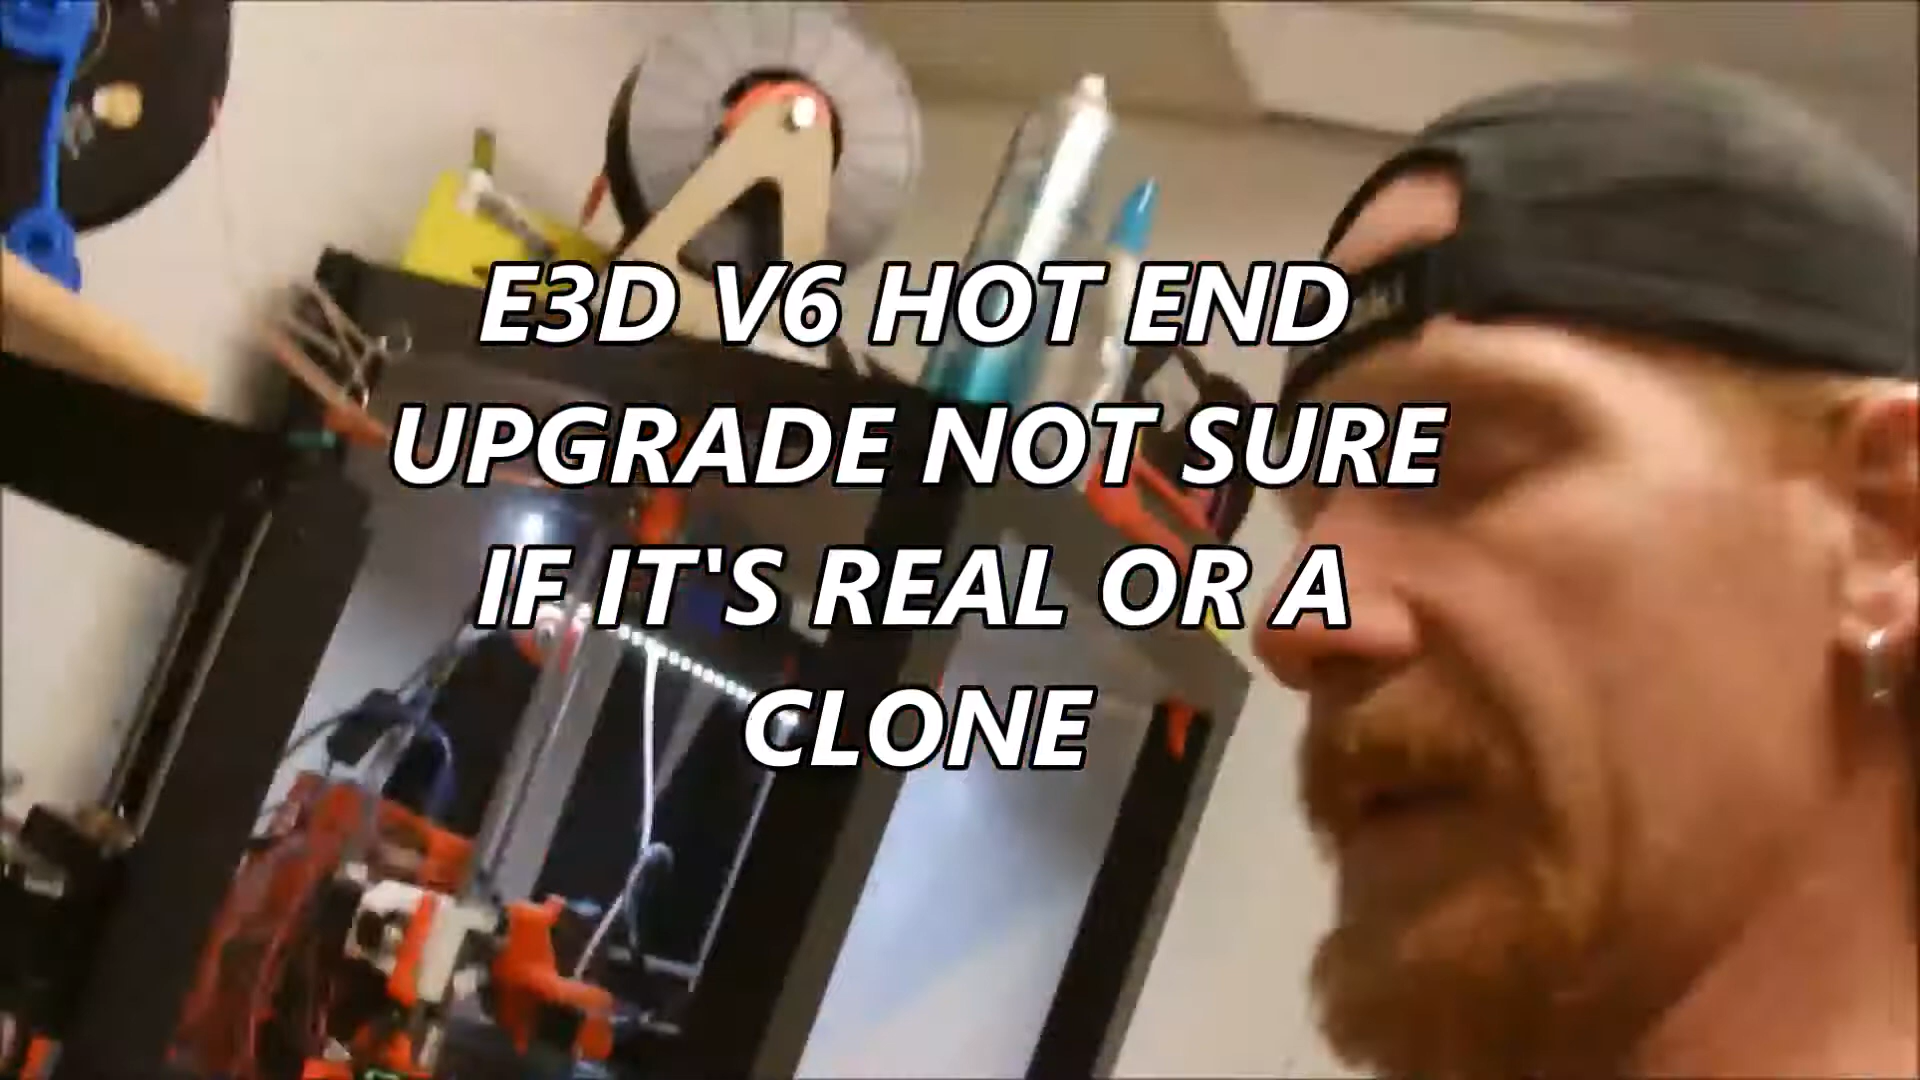 E3D V6 HOT END
UPGRADE NOT SURE
IF IT'S REAL OR A
CLONE